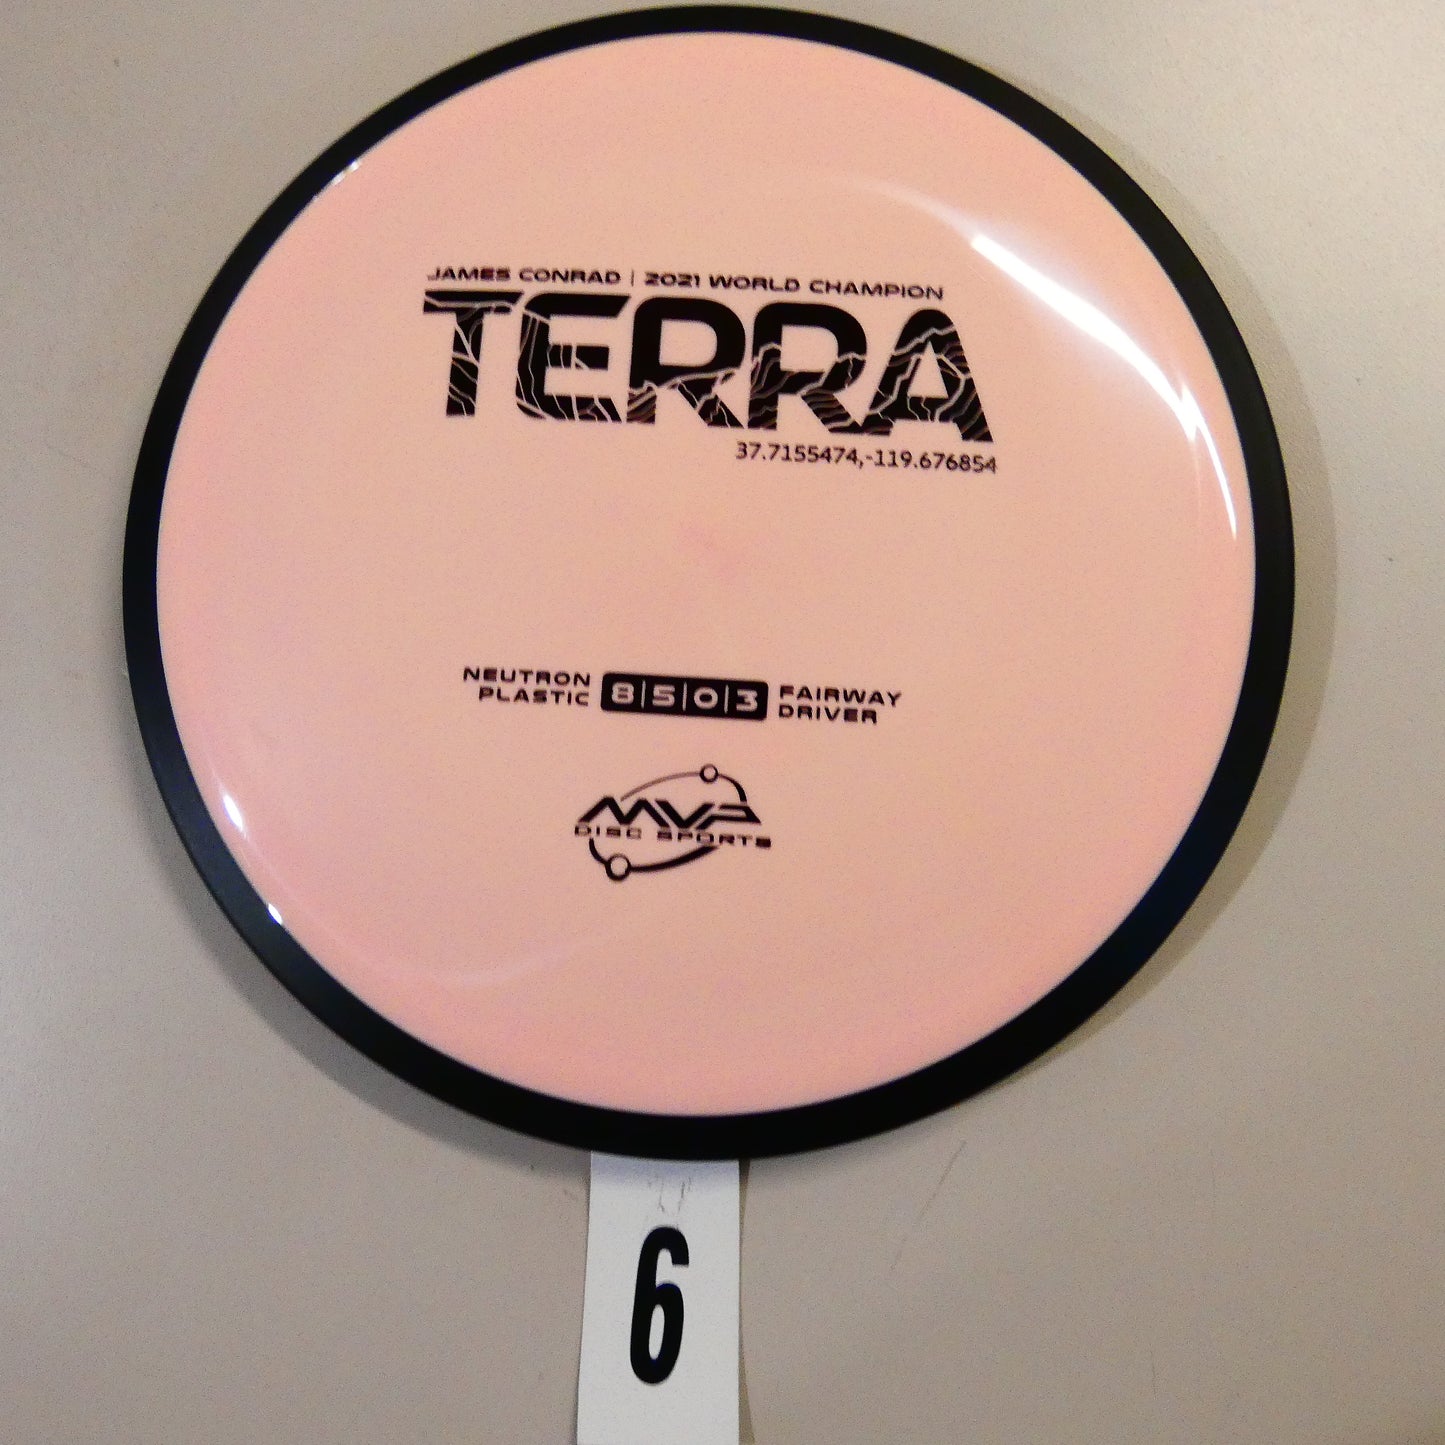 JAMES CONRAD | 2021 WORLD CHAMPION
TERRA
37.7155474,-119.676854
NEUTRON PLASTIC
8|5|0|3
FAIRWAY DRIVER
MVP
DISC SPORTS
6